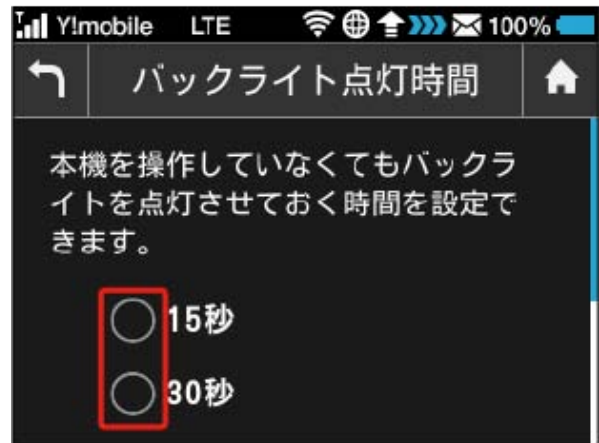 Y!mobile LTE 100%
バックライト点灯時間
本機を操作していなくてもバックラ
イトを点灯させておく時間を設定で
きます。
15秒
30秒